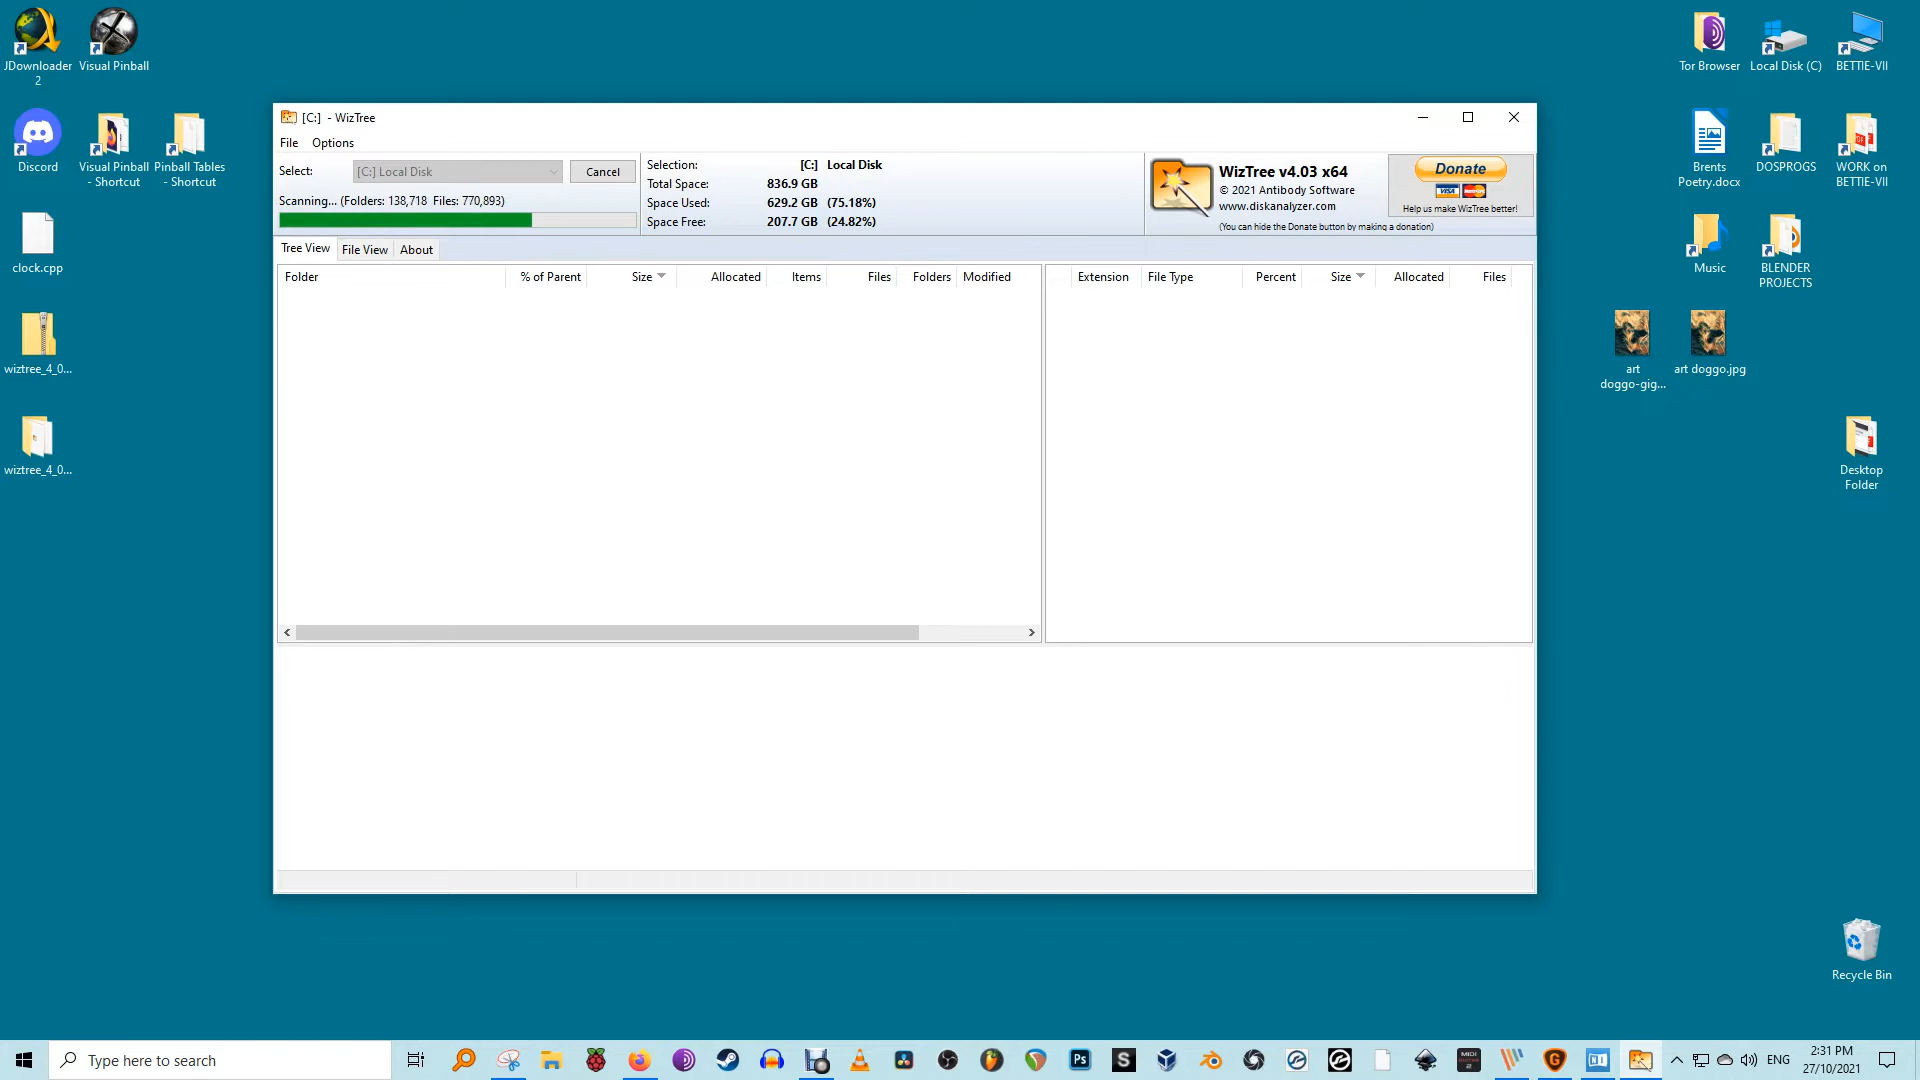 JDownloader
2
Visual Pinball
Tor Browser
Local Disk (C)
BETTIE-VII
[C:] - WizTree
File
Options
Select:
[C:] Local Disk
Cancel
Scanning... (Folders: 138,718 Files: 770,893)
Selection:
[C:] Local Disk
Total Space:
836.9 GB
Space Used:
629.2 GB (75.18%)
Space Free:
207.7 GB (24.82%)
WizTree v4.03 x64
© 2021 Antibody Software
www.diskanalyzer.com
(You can hide the Donate button by making a donation)
Donate
VISA
MasterCard
Help us make WizTree better!
Tree View
File View
About
Folder
% of Parent
Size
Allocated
Items
Files
Folders
Modified
Extension
File Type
Percent
Size
Allocated
Files
Discord
Visual Pinball
- Shortcut
Pinball Tables
- Shortcut
clock.cpp
wiztree_4_0...
wiztree_4_0...
Brents
Poetry.docx
DOSPROGS
WORK on
BETTIE-VII
Music
BLENDER
PROJECTS
art
doggo-gig...
art doggo.jpg
Desktop
Folder
Recycle Bin
Type here to search
Ps
S
MIDI
2
G
NI
ENG
2:31 PM
27/10/2021